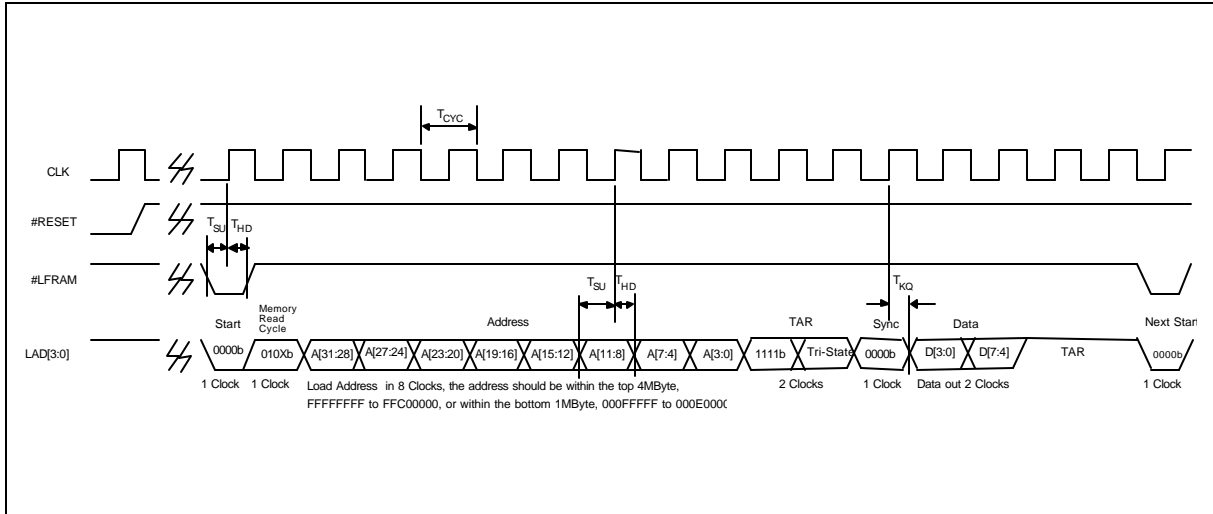 TCYC
CLK
#RESET
TSU THD
#LFRAM
TSU THD
TKQ
Start
Memory
Read
Cycle
Address
TAR
Sync
Data
Next Start
LAD[3:0]
0000b
010Xb
A[31:28]
A[27:24]
A[23:20]
A[19:16]
A[15:12]
A[11:8]
A[7:4]
A[3:0]
1111b
Tri-State
0000b
D[3:0]
D[7:4]
TAR
0000b
1 Clock
1 Clock
Load Address in 8 Clocks, the address should be within the top 4MByte,
FFFFFFFF to FFC00000, or within the bottom 1MByte, 000FFFFF to 000E0000
2 Clocks
1 Clock
Data out 2 Clocks
1 Clock